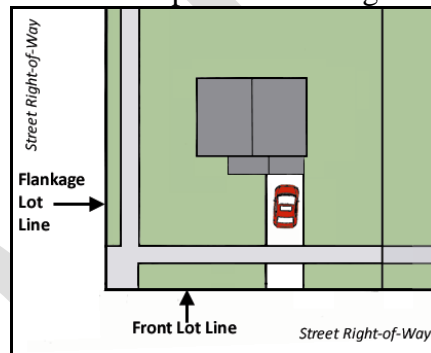 Street Right-of-Way
Flankage
Lot
Line
Front Lot Line
Street Right-of-Way